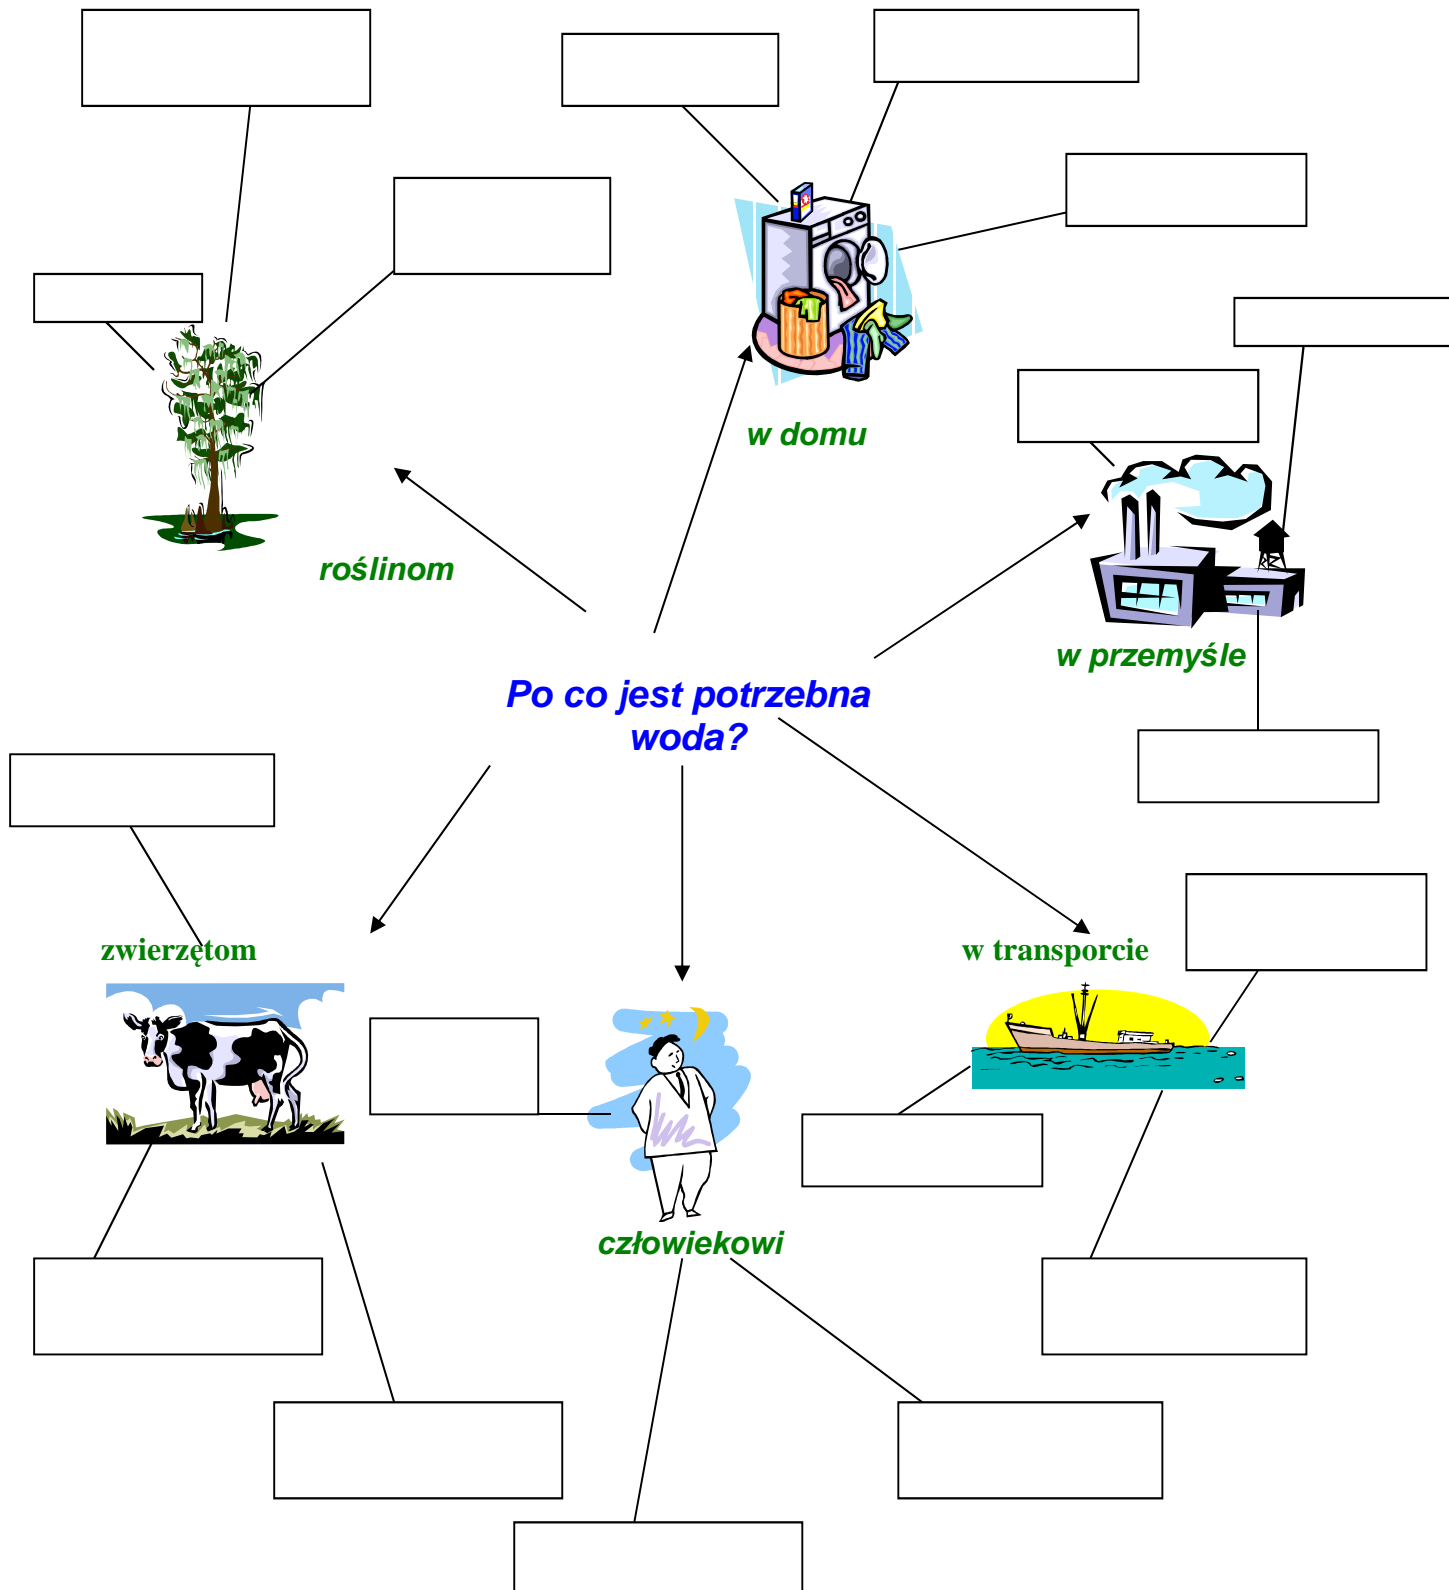 w domu
roślinom
w przemyśle
Po co jest potrzebna
woda?
zwierzętom
w transporcie
człowiekowi